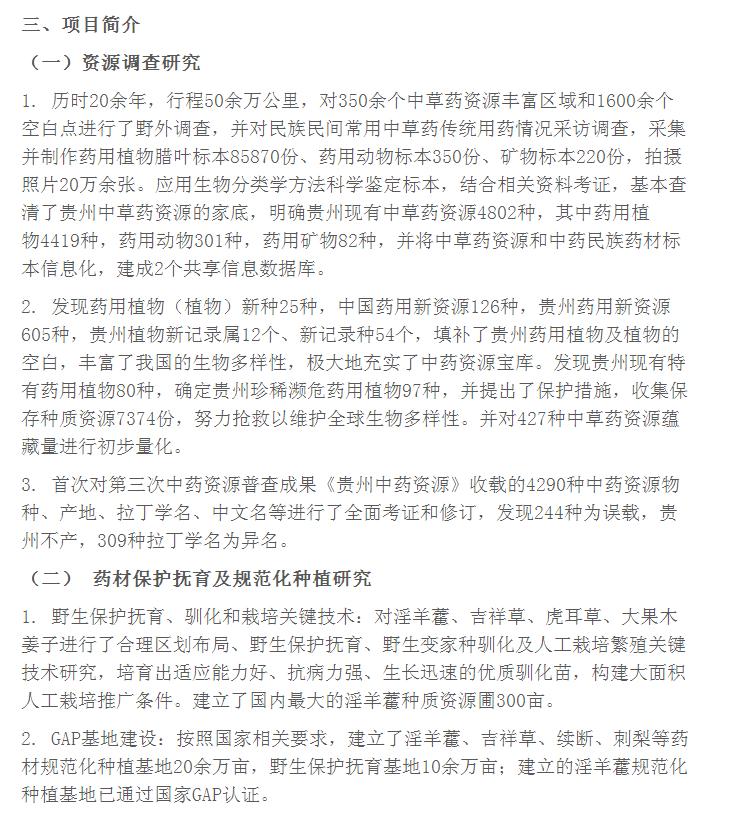 三、项目简介
（一）资源调查研究
1. 历时20余年，行程50余万公里，对350余个中草药资源丰富区域和1600余个
空白点进行了野外调查，并对民族民间常用中草药传统用药情况采访调查，采集
并制作药用植物腊叶标本85870份、药用动物标本350份、矿物标本220份，拍摄
照片20万余张。应用生物分类学方法科学鉴定标本，结合相关资料考证，基本查
清了贵州中草药资源的家底，明确贵州现有中草药资源4802种，其中药用植
物4419种，药用动物301种，药用矿物82种，并将中草药资源和中药民族药材标
本信息化，建成2个共享信息数据库。
2. 发现药用植物（植物）新种25种，中国药用新资源126种，贵州药用新资源
605种，贵州植物新记录属12个、新记录种54个，填补了贵州药用植物及植物的
空白，丰富了我国的生物多样性，极大地充实了中药资源宝库。发现贵州现有特
有药用植物80种，确定贵州珍稀濒危药用植物97种，并提出了保护措施，收集保
存种质资源7374份，努力抢救以维护全球生物多样性。并对427种中草药资源蕴
藏量进行初步量化。
3. 首次对第三次中药资源普查成果《贵州中药资源》收载的4290种中药资源物
种、产地、拉丁学名、中文名等进行了全面考证和修订，发现244种为误载，贵
州不产，309种拉丁学名为异名。
（二） 药材保护抚育及规范化种植研究
1. 野生保护抚育、驯化和栽培关键技术：对淫羊藿、吉祥草、虎耳草、大果木
姜子进行了合理区划布局、野生保护抚育、野生变家种驯化及人工栽培繁殖关键
技术研究，培育出适应能力好、抗病力强、生长迅速的优质驯化苗，构建大面积
人工栽培推广条件。建立了国内最大的淫羊藿种质资源圃300亩。
2. GAP基地建设：按照国家相关要求，建立了淫羊藿、吉祥草、续断、刺梨等药
材规范化种植基地20余万亩，野生保护抚育基地10余万亩；建立的淫羊藿规范化
种植基地已通过国家GAP认证。